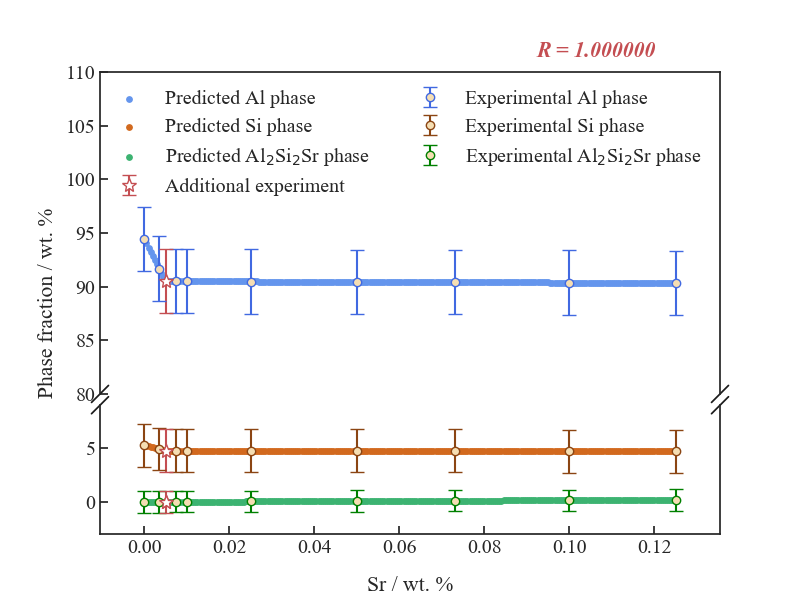 R = 1.000000
110
105
100
95
90
85
80
5
0
Phase fraction / wt. %
Predicted Al phase
Predicted Si phase
Predicted Al₂Si₂Sr phase
Additional experiment
Experimental Al phase
Experimental Si phase
Experimental Al₂Si₂Sr phase
0.00 0.02 0.04 0.06 0.08 0.10 0.12
Sr / wt. %